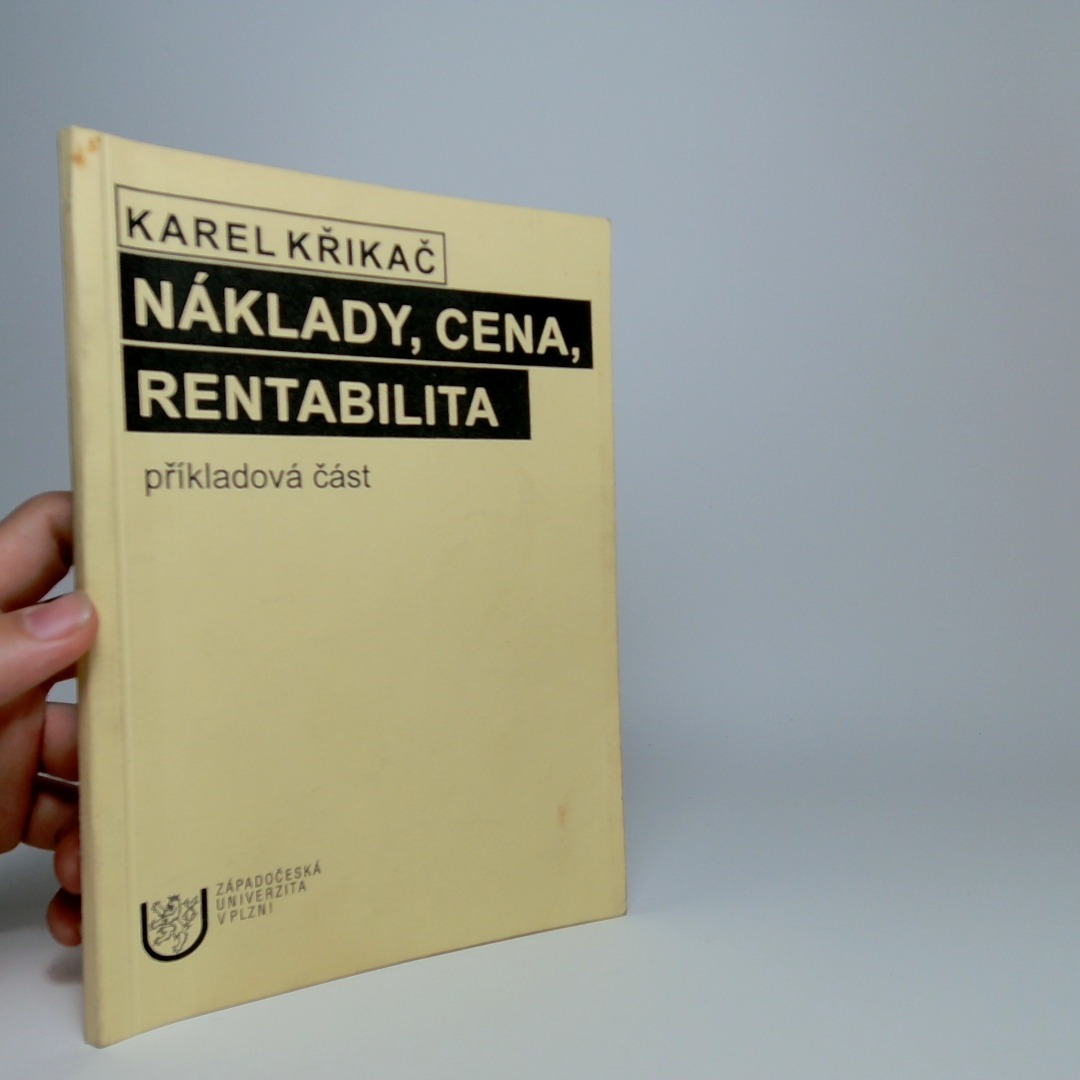 KAREL KŘIKAČ
NÁKLADY, CENA,
RENTABILITA
příkladová část
ZÁPADOČESKÁ
UNIVERZITA
V PLZNI